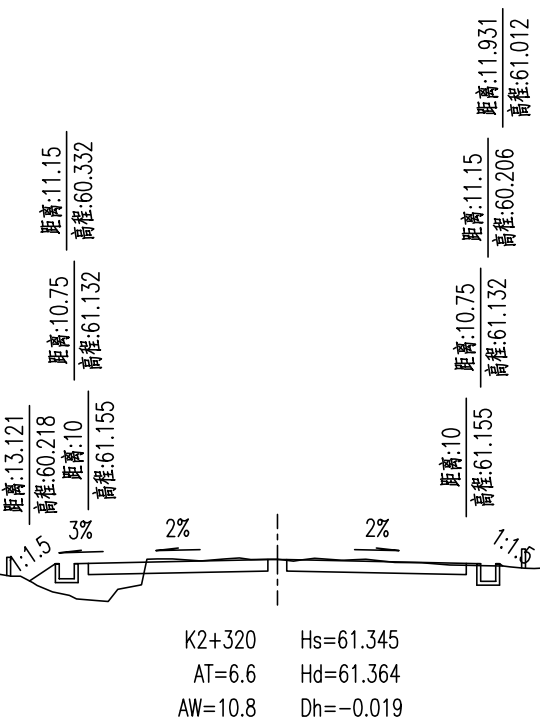 距离:11.931
高程:61.012
距离:11.15
高程:60.332
距离:11.15
高程:60.206
距离:10.75
高程:61.132
距离:10.75
高程:61.132
距离:13.121
高程:60.218
距离:10
高程:61.155
距离:10
高程:61.155
1:1.5
3%
2%
2%
1:1.5
K2+320
Hs=61.345
AT=6.6
Hd=61.364
AW=10.8
Dh=-0.019